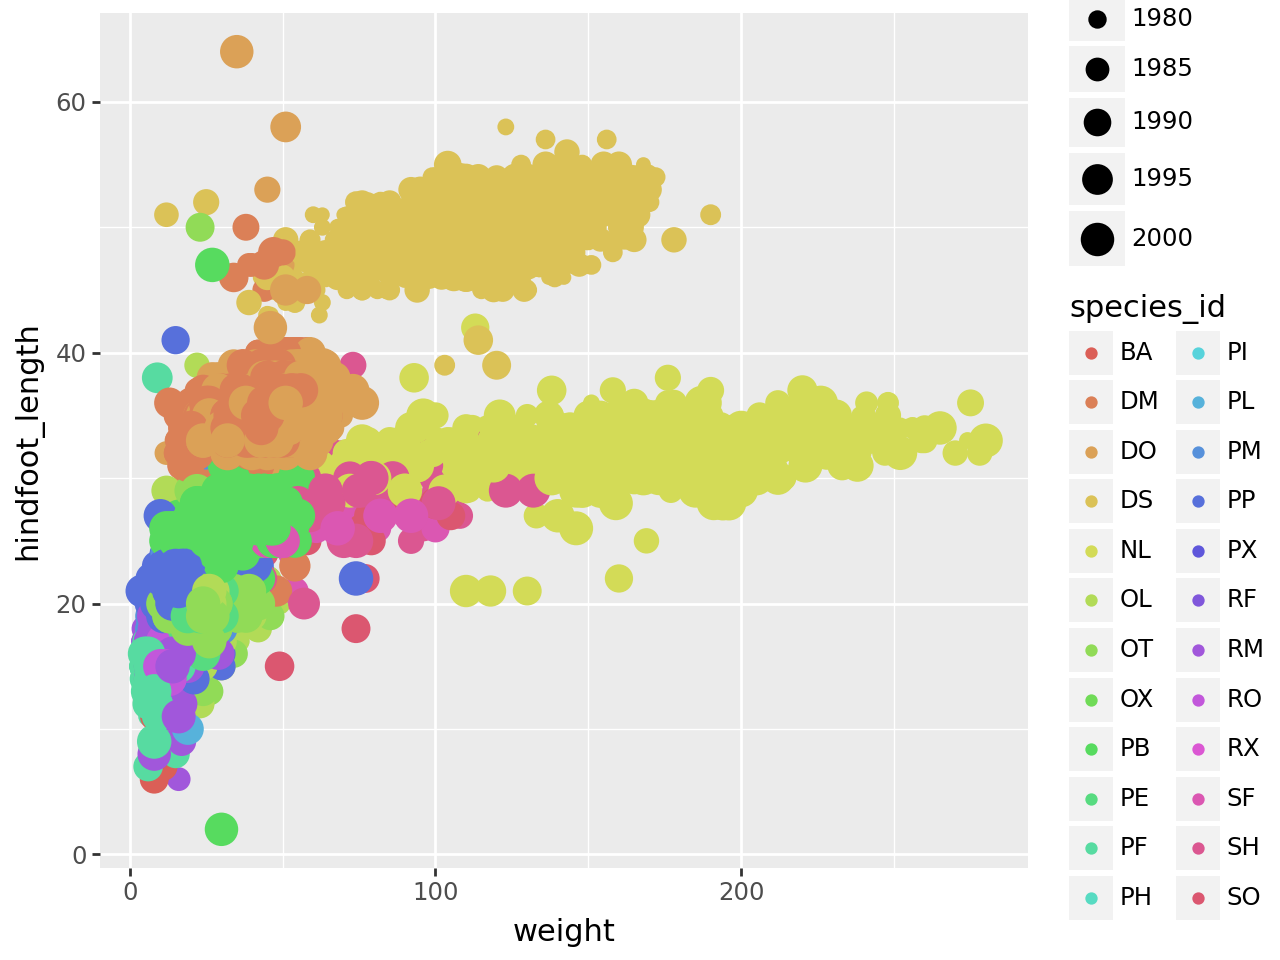 60
40
20
0
0
100
200
hindfoot_length
weight
1980
1985
1990
1995
2000
species_id
BA
DM
DO
DS
NL
OL
OT
OX
PB
PE
PF
PH
PI
PL
PM
PP
PX
RF
RM
RO
RX
SF
SH
SO